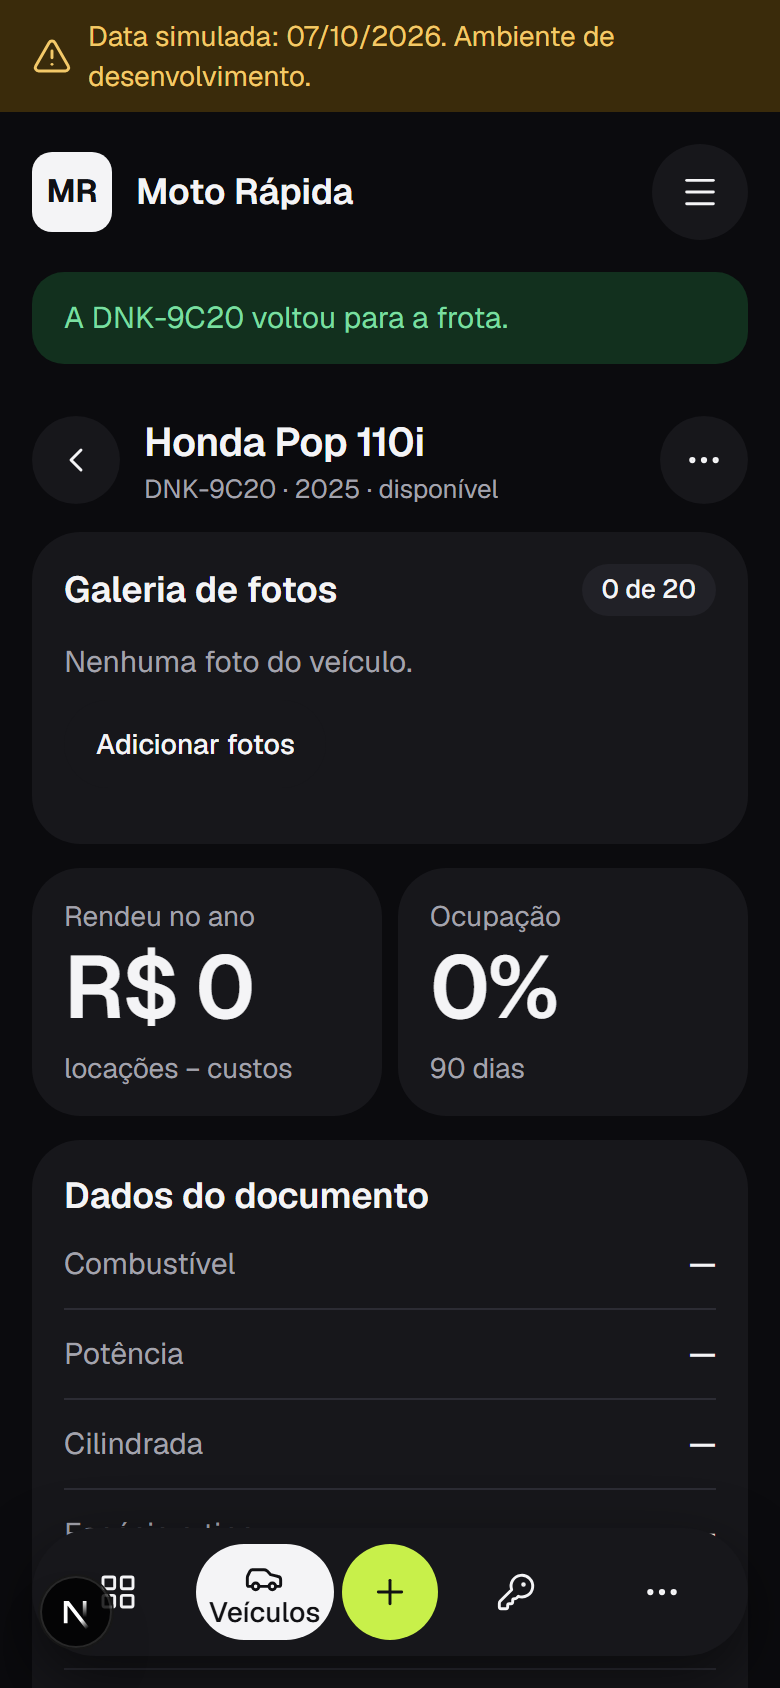 Data simulada: 07/10/2026. Ambiente de
desenvolvimento.
MR
Moto Rápida
A DNK-9C20 voltou para a frota.
Honda Pop 110i
DNK-9C20 · 2025 · disponível
Galeria de fotos
0 de 20
Nenhuma foto do veículo.
Adicionar fotos
Rendeu no ano
R$ 0
locações – custos
Ocupação
0%
90 dias
Dados do documento
Combustível
—
Potência
—
Cilindrada
—
N
Veículos